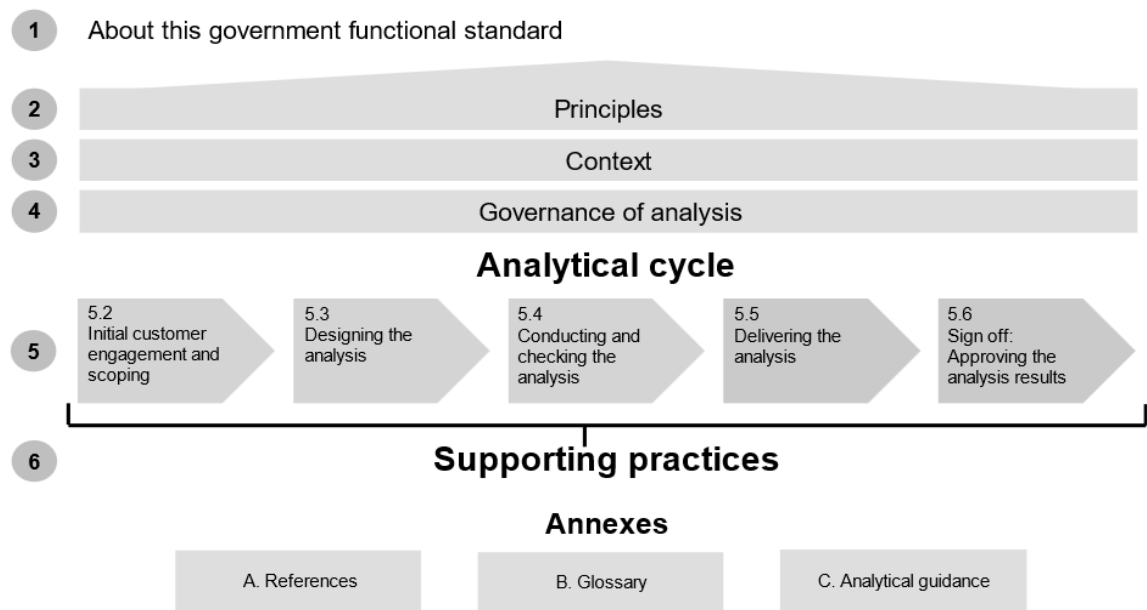 1 About this government functional standard
2 Principles
3 Context
4 Governance of analysis
Analytical cycle
5
5.2
Initial customer
engagement and
scoping
5.3
Designing the
analysis
5.4
Conducting and
checking the
analysis
5.5
Delivering the
analysis
5.6
Sign off:
Approving the
analysis results
6 Supporting practices
Annexes
A. References
B. Glossary
C. Analytical guidance